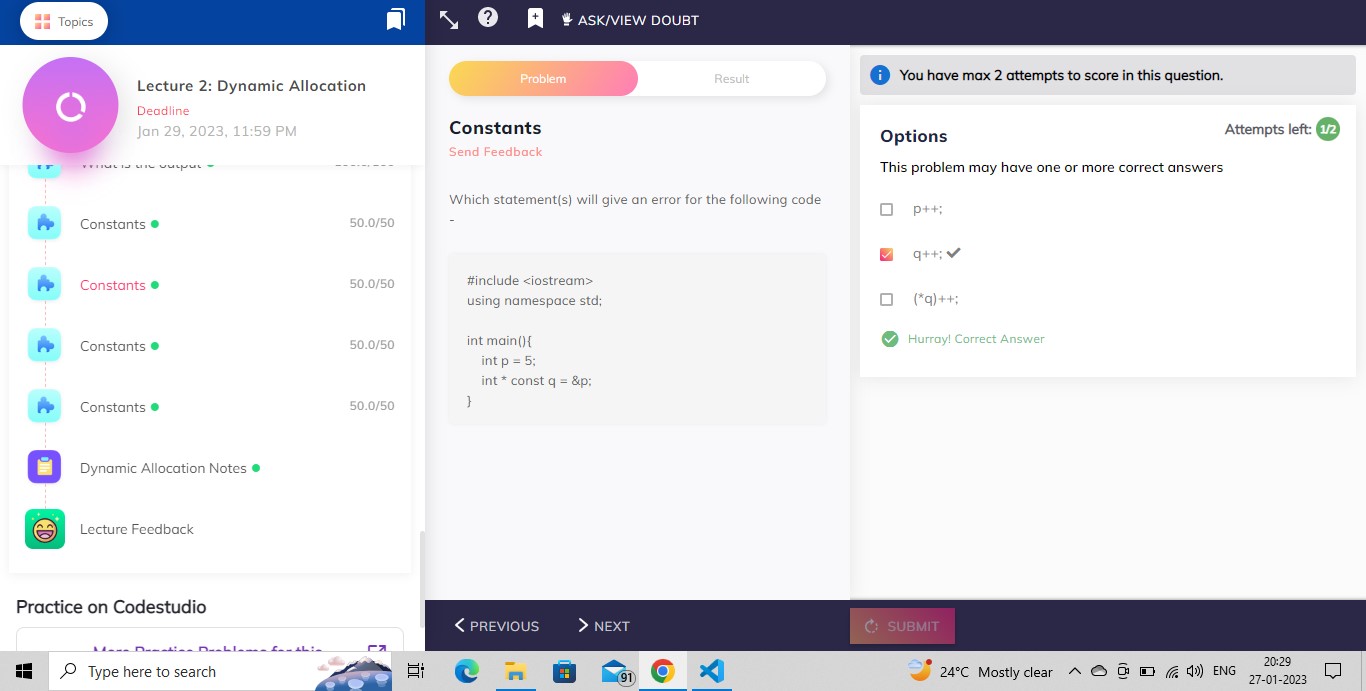 Topics
ASK/VIEW DOUBT
Lecture 2: Dynamic Allocation
Deadline
Jan 29, 2023, 11:59 PM
What is the output
Constants 50.0/50
Constants 50.0/50
Constants 50.0/50
Constants 50.0/50
Dynamic Allocation Notes
Lecture Feedback
Practice on Codestudio
More Practice Problems for this
Problem
Result
Constants
Send Feedback
Which statement(s) will give an error for the following code
-
#include <iostream>
using namespace std;
int main(){
int p = 5;
int * const q = &p;
}
PREVIOUS
NEXT
You have max 2 attempts to score in this question.
Options
Attempts left: 1/2
This problem may have one or more correct answers
p++;
q++;
(*q)++;
Hurray! Correct Answer
SUBMIT
Type here to search
91
24°C Mostly clear
ENG
20:29
27-01-2023